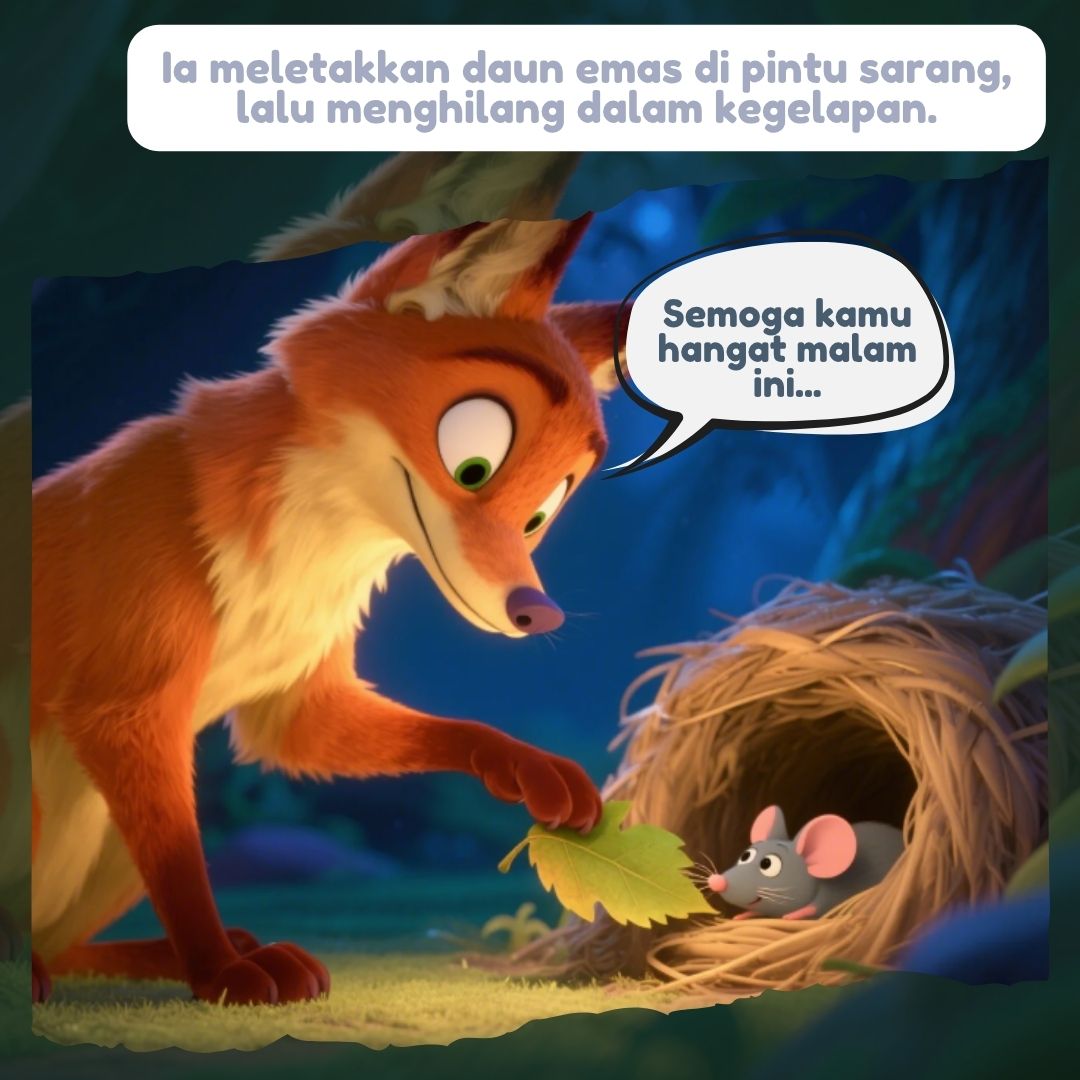 Ia meletakkan daun emas di pintu sarang,
lalu menghilang dalam kegelapan.
Semoga kamu
hangat malam
ini...